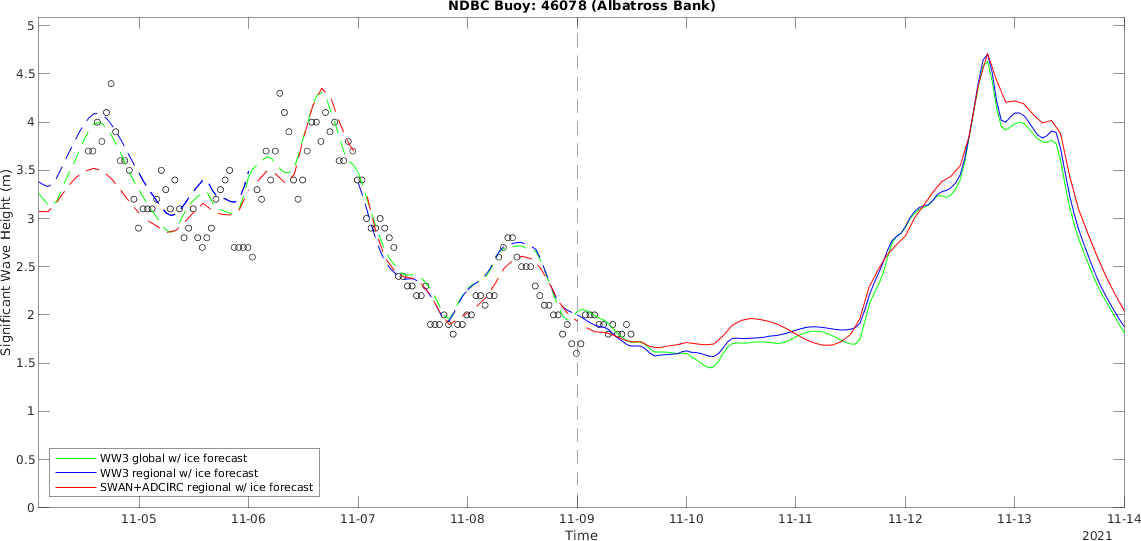 NDBC Buoy: 46078 (Albatross Bank)
5
4.5
4
3.5
3
2.5
2
1.5
1
0.5
0
Significant Wave Height (m)
WW3 global w/ ice forecast
WW3 regional w/ ice forecast
SWAN+ADCIRC regional w/ ice forecast
11-05 11-06 11-07 11-08 11-09 11-10 11-11 11-12 11-13 11-14
Time
2021